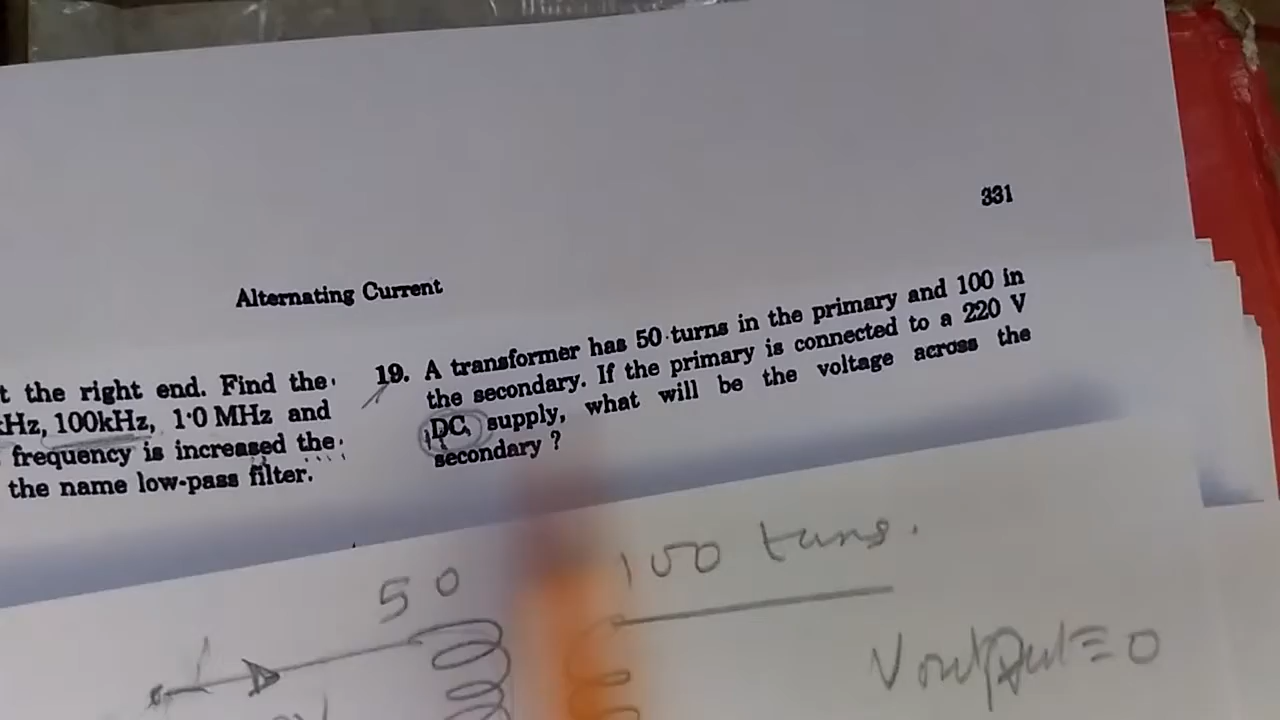 331
Alternating Current
t the right end. Find the
kHz, 100kHz, 1·0 MHz and
frequency is increased the
the name low-pass filter.
19. A transformer has 50 turns in the primary and 100 in
the secondary. If the primary is connected to a 220 V
DC supply, what will be the voltage across the
secondary ?
50
100 turns.
Voutput = 0